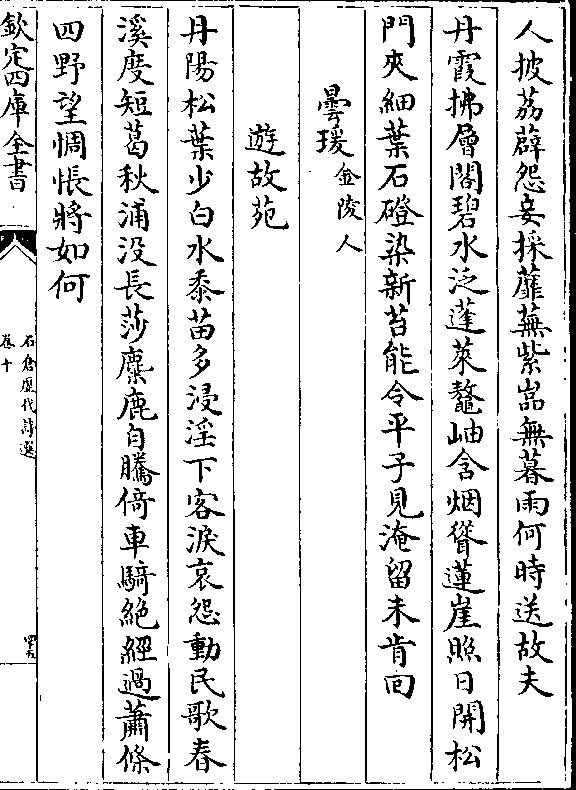 人披荔薜怨妾採蘼蕪紫嵓無暮雨何時送故夫
丹霞拂層閣碧水泛蓬萊鼇岫含烟聳蓮崖照日開松
門夾細葉石磴染新苔能令平子見淹留未肯囘
曇瑗金陵人
遊故苑
丹陽松葉少白水黍苗多浸淫下客淚哀怨動民歌春
溪度短葛秋浦没長莎麋鹿自騰倚車騎絶經過蕭條
四野望惆悵將如何
欽定四庫全書
石倉歷代詩選
卷十